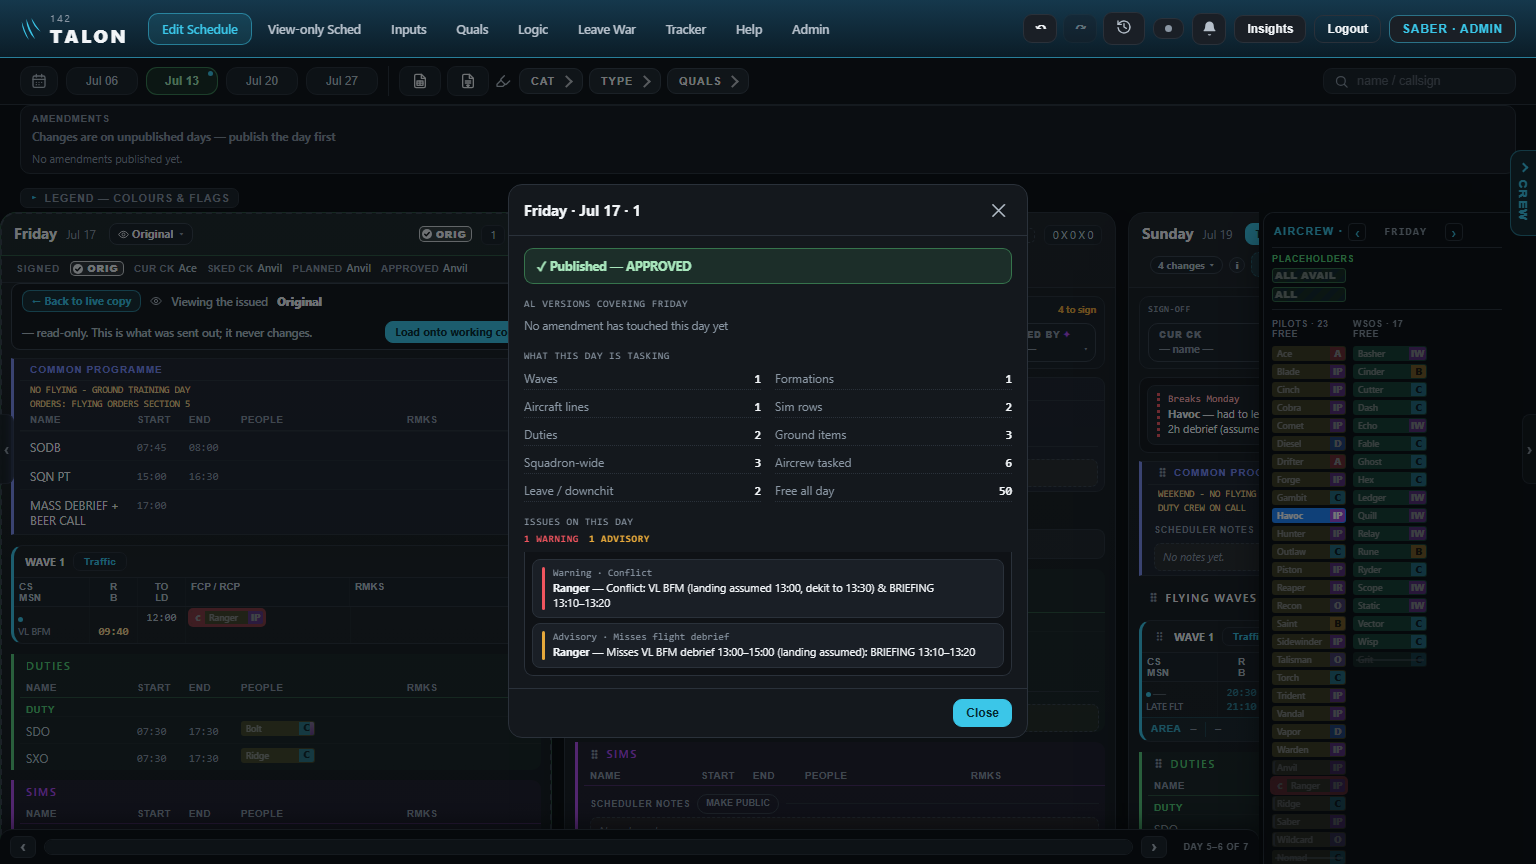 142
TALON
Edit Schedule
View-only Sched
Inputs
Quals
Logic
Leave War
Tracker
Help
Admin
Insights
Logout
SABER · ADMIN
Jul 06
Jul 13
Jul 20
Jul 27
CAT
TYPE
QUALS
name / callsign
AMENDMENTS
Changes are on unpublished days — publish the day first
No amendments published yet.
LEGEND — COLOURS & FLAGS
CREW
Friday Jul 17
Original
ORIG
1
SIGNED ORIG CUR CK Ace SKED CK Anvil PLANNED Anvil APPROVED Anvil
← Back to live copy
Viewing the issued Original
— read-only. This is what was sent out; it never changes.
Load onto working co
COMMON PROGRAMME
NO FLYING - GROUND TRAINING DAY
ORDERS: FLYING ORDERS SECTION 5
NAME START END PEOPLE RMKS
SODB 07:45 08:00
SQN PT 15:00 16:30
MASS DEBRIEF + 17:00
BEER CALL
WAVE 1 Traffic
CS R TO FCP / RCP RMKS
MSN B LD
12:00 C Ranger IP
VL BFM 09:40
DUTIES
NAME START END PEOPLE RMKS
DUTY
SDO 07:30 17:30 Bolt C
SXO 07:30 17:30 Ridge C
SIMS
NAME START END PEOPLE RMKS
Friday · Jul 17 · 1
✓ Published — APPROVED
AL VERSIONS COVERING FRIDAY
No amendment has touched this day yet
WHAT THIS DAY IS TASKING
Waves 1 Formations 1
Aircraft lines 1 Sim rows 2
Duties 2 Ground items 3
Squadron-wide 3 Aircrew tasked 6
Leave / downchit 2 Free all day 50
ISSUES ON THIS DAY
1 WARNING 1 ADVISORY
Warning · Conflict
Ranger — Conflict: VL BFM (landing assumed 13:00, dekit to 13:30) & BRIEFING
13:10–13:20
Advisory · Misses flight debrief
Ranger — Misses VL BFM debrief 13:00–15:00 (landing assumed): BRIEFING 13:10–13:20
Close
0X0X0
4 to sign
ED BY
SIMS
NAME START END PEOPLE RMKS
SCHEDULER NOTES MAKE PUBLIC
Sunday Jul 19
4 changes
i
SIGN-OFF
CUR CK
— name —
Breaks Monday
Havoc — had to le
2h debrief (assume
COMMON PROG
WEEKEND - NO FLYING
DUTY CREW ON CALL
SCHEDULER NOTES
No notes yet.
FLYING WAVES
WAVE 1 Traffi
CS R
MSN B
20:30
LATE FLT 21:10
AREA — —
DUTIES
NAME
DUTY
SDO
AIRCREW ·
FRIDAY
PLACEHOLDERS
ALL AVAIL
ALL
PILOTS · 23 WSOS · 17
FREE FREE
Ace A Basher IW
Blade IP Cinder B
Cinch IP Cutter C
Cobra IP Dash C
Comet IP Echo IW
Diesel D Fable C
Drifter A Ghost C
Forge IP Hex C
Gambit C Ledger IW
Havoc IP Quill IW
Hunter IP Relay IW
Outlaw C Rune B
Piston IP Ryder C
Reaper IR Scope IW
Recon O Static IW
Saint B Vector C
Sidewinder IP Wisp C
Talisman O Grit C
Torch C
Trident IP
Vandal IP
Vapor D
Warden IP
Anvil IP
C Ranger IP
Ridge C
Saber IP
Wildcard O
DAY 5–6 OF 7